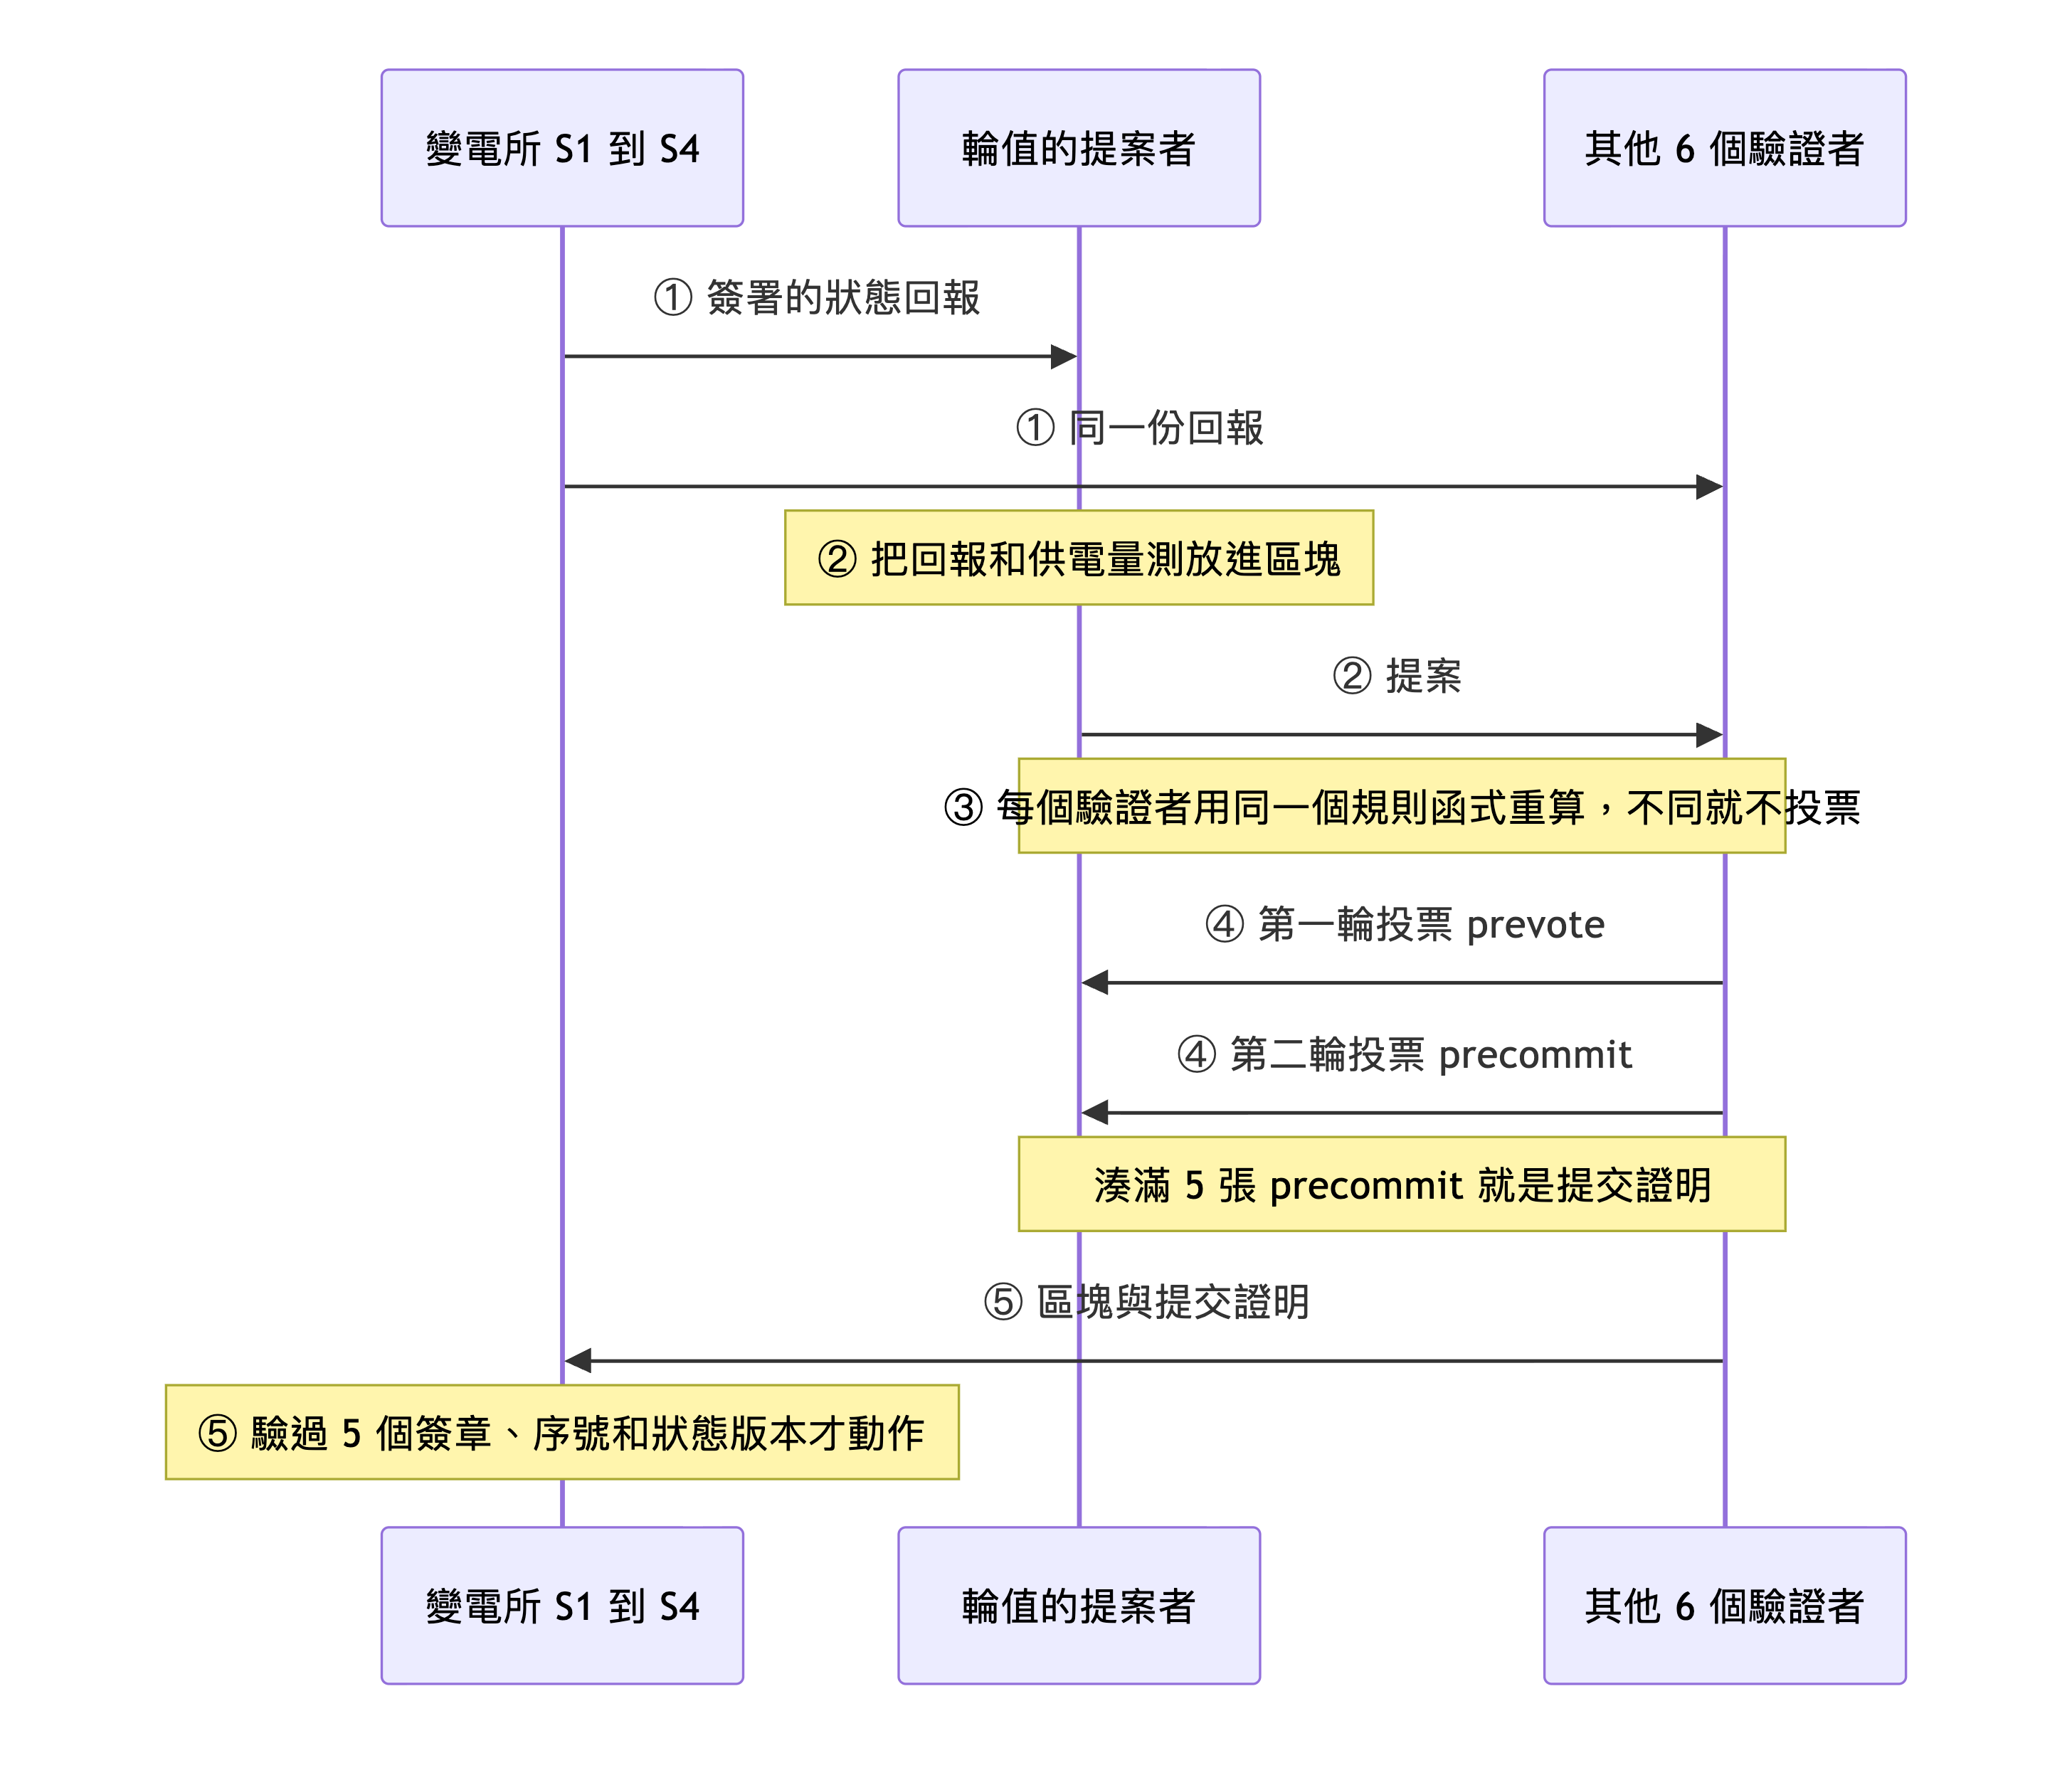 變電所 S1 到 S4
輪值的提案者
其他 6 個驗證者
① 簽署的狀態回報
① 同一份回報
② 把回報和供電量測放進區塊
② 提案
③ 每個驗證者用同一個規則函式重算，不同就不投票
④ 第一輪投票 prevote
④ 第二輪投票 precommit
湊滿 5 張 precommit 就是提交證明
⑤ 區塊與提交證明
⑤ 驗過 5 個簽章、序號和狀態版本才動作
變電所 S1 到 S4
輪值的提案者
其他 6 個驗證者